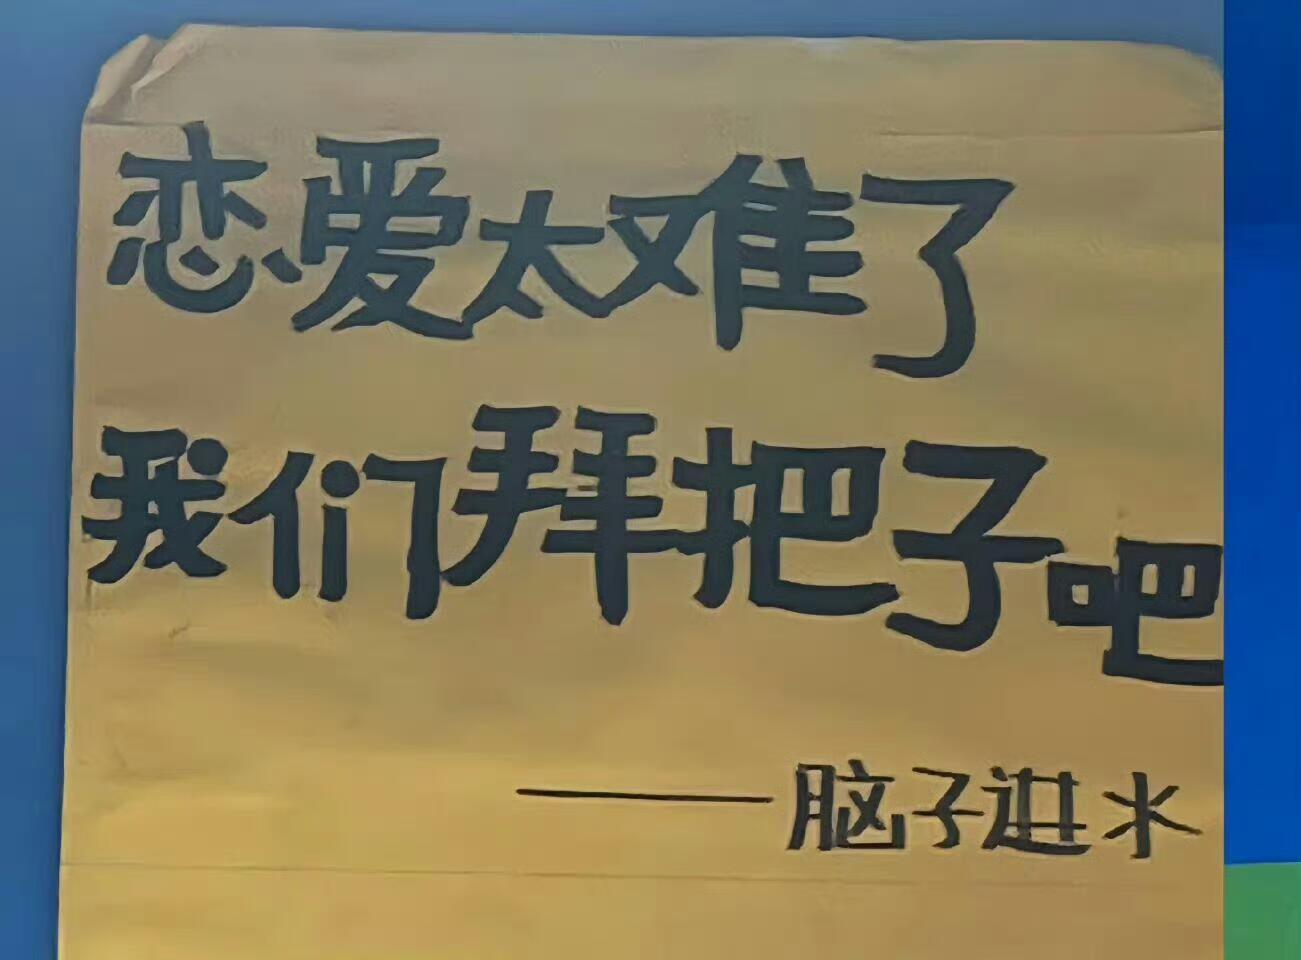 恋爱太难了
我们拜把子吧
——脑子进水